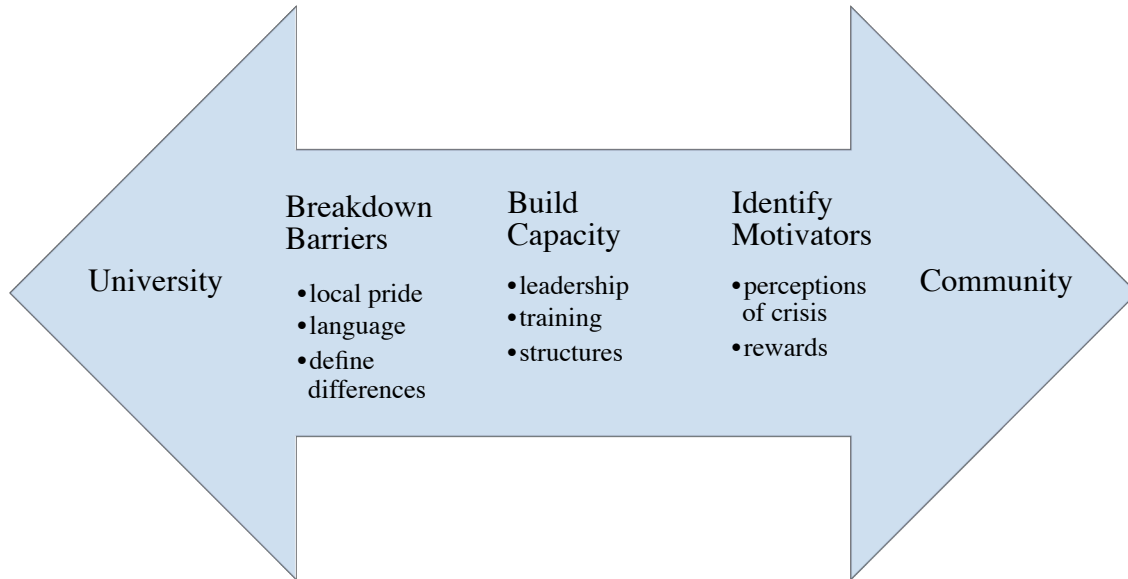 University
Breakdown
Barriers
•local pride
•language
•define
differences
Build
Capacity
•leadership
•training
•structures
Identify
Motivators
•perceptions
of crisis
•rewards
Community